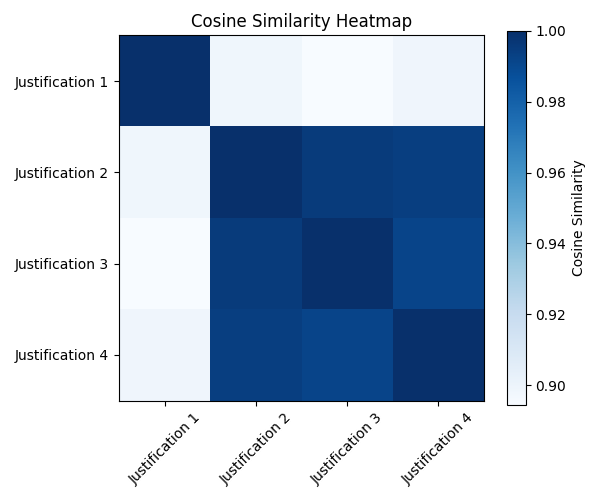 Cosine Similarity Heatmap
Justification 1
Justification 2
Justification 3
Justification 4
Justification 1
Justification 2
Justification 3
Justification 4
1.00
0.98
0.96
0.94
0.92
0.90
Cosine Similarity